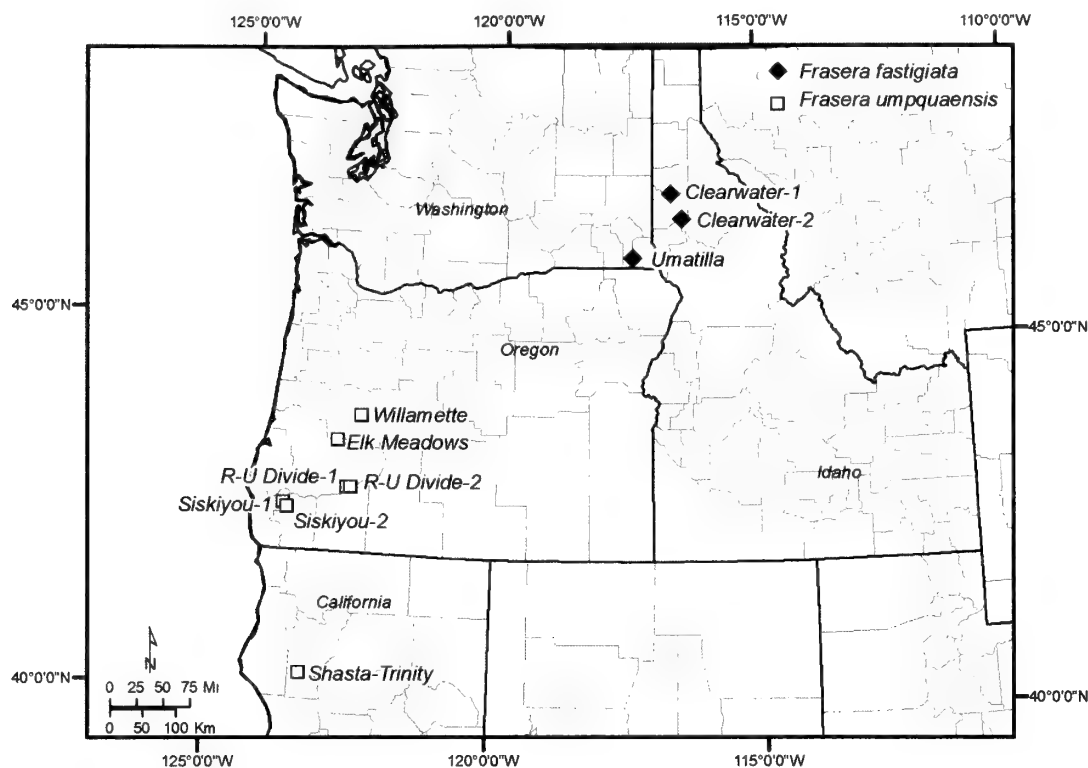 125°0'0"W 120°0'0"W 115°0'0"W 110°0'0"W
Frasera fastigiata
Frasera umpquaensis
Clearwater-1
Washington
Clearwater-2
Umatilla
45°0'0"N
45°0'0"N
Oregon
Willamette
Elk Meadows
R-U Divide-1
R-U Divide-2
Idaho
Siskiyou-1
Siskiyou-2
California
N
Shasta-Trinity
40°0'0"N
0 25 50 75 Mi
0 50 100 Km
40°0'0"N
125°0'0"W 120°0'0"W 115°0'0"W